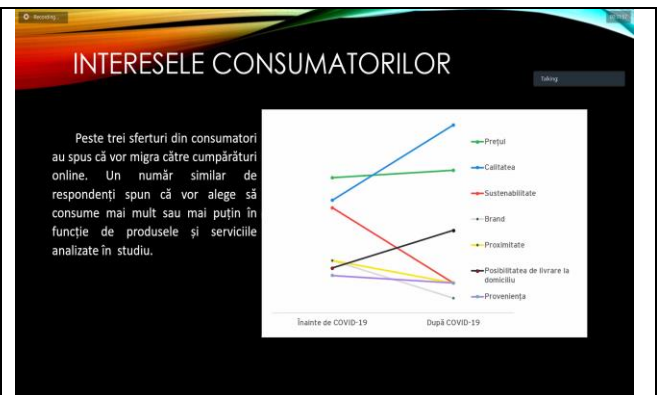 Recording...
INTERESELE CONSUMATORILOR
Talking:
Peste trei sferturi din consumatori
au spus că vor migra către cumpărături
online. Un număr similar de
respondenți spun că vor alege să
consume mai mult sau mai puțin în
funcție de produsele și serviciile
analizate în studiu.
Prețul
Calitatea
Sustenabilitate
Brand
Proximitate
Posibilitatea de livrare la
domiciliu
Proveniența
Înainte de COVID-19
După COVID-19